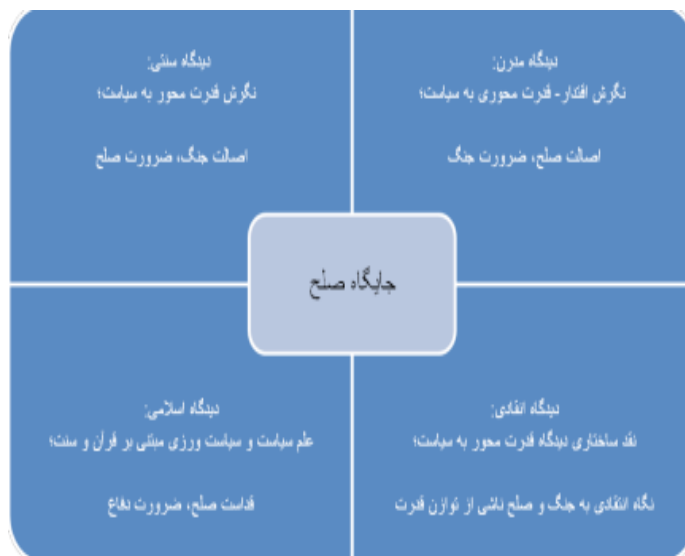 دیدگاه مدرن:
نگرش اقتدار- قدرت محوری به سیاست؛
اصالت صلح، ضرورت جنگ
دیدگاه سنتی:
نگرش قدرت محور به سیاست؛
اصالت جنگ، ضرورت صلح
جایگاه صلح
دیدگاه انتقادی:
نقد ساختاری دیدگاه قدرت محور به سیاست؛
نگاه انتقادی به جنگ و صلح ناشی از توازن قدرت
دیدگاه اسلامی:
علم سیاست و سیاست ورزی مبتنی بر قرآن و سنت؛
قداست صلح، ضرورت دفاع